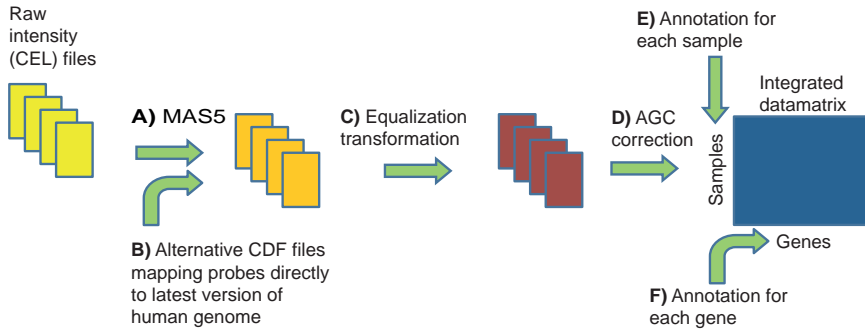 Raw
intensity
(CEL) files
A) MAS5
B) Alternative CDF files
mapping probes directly
to latest version of
human genome
C) Equalization
transformation
D) AGC
correction
E) Annotation for
each sample
Integrated
datamatrix
Samples
Genes
F) Annotation for
each gene